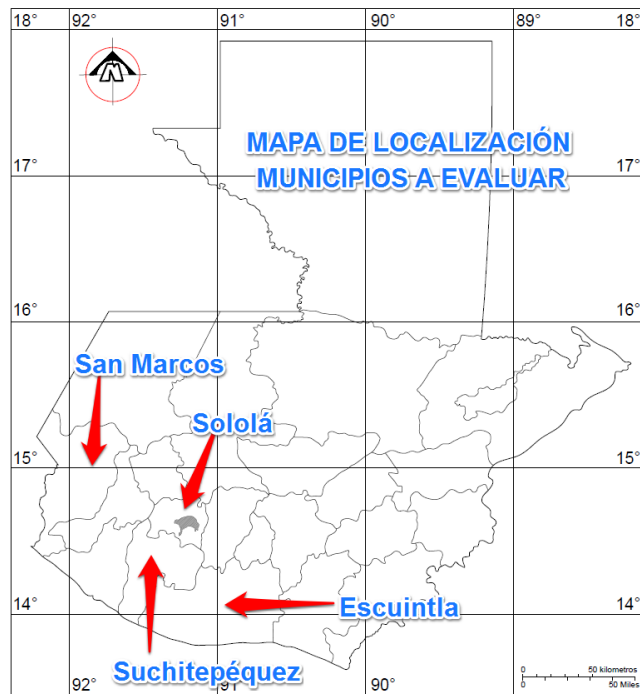 18° 92° 91° 90° 89° 18°
MAPA DE LOCALIZACIÓN
MUNICIPIOS A EVALUAR
17° 17°
16° 16°
San Marcos
Sololá
15° 15°
14° 14°
Escuintla
Suchitepéquez
0 50 kilometros
0 50 Miles
92° 91° 90°